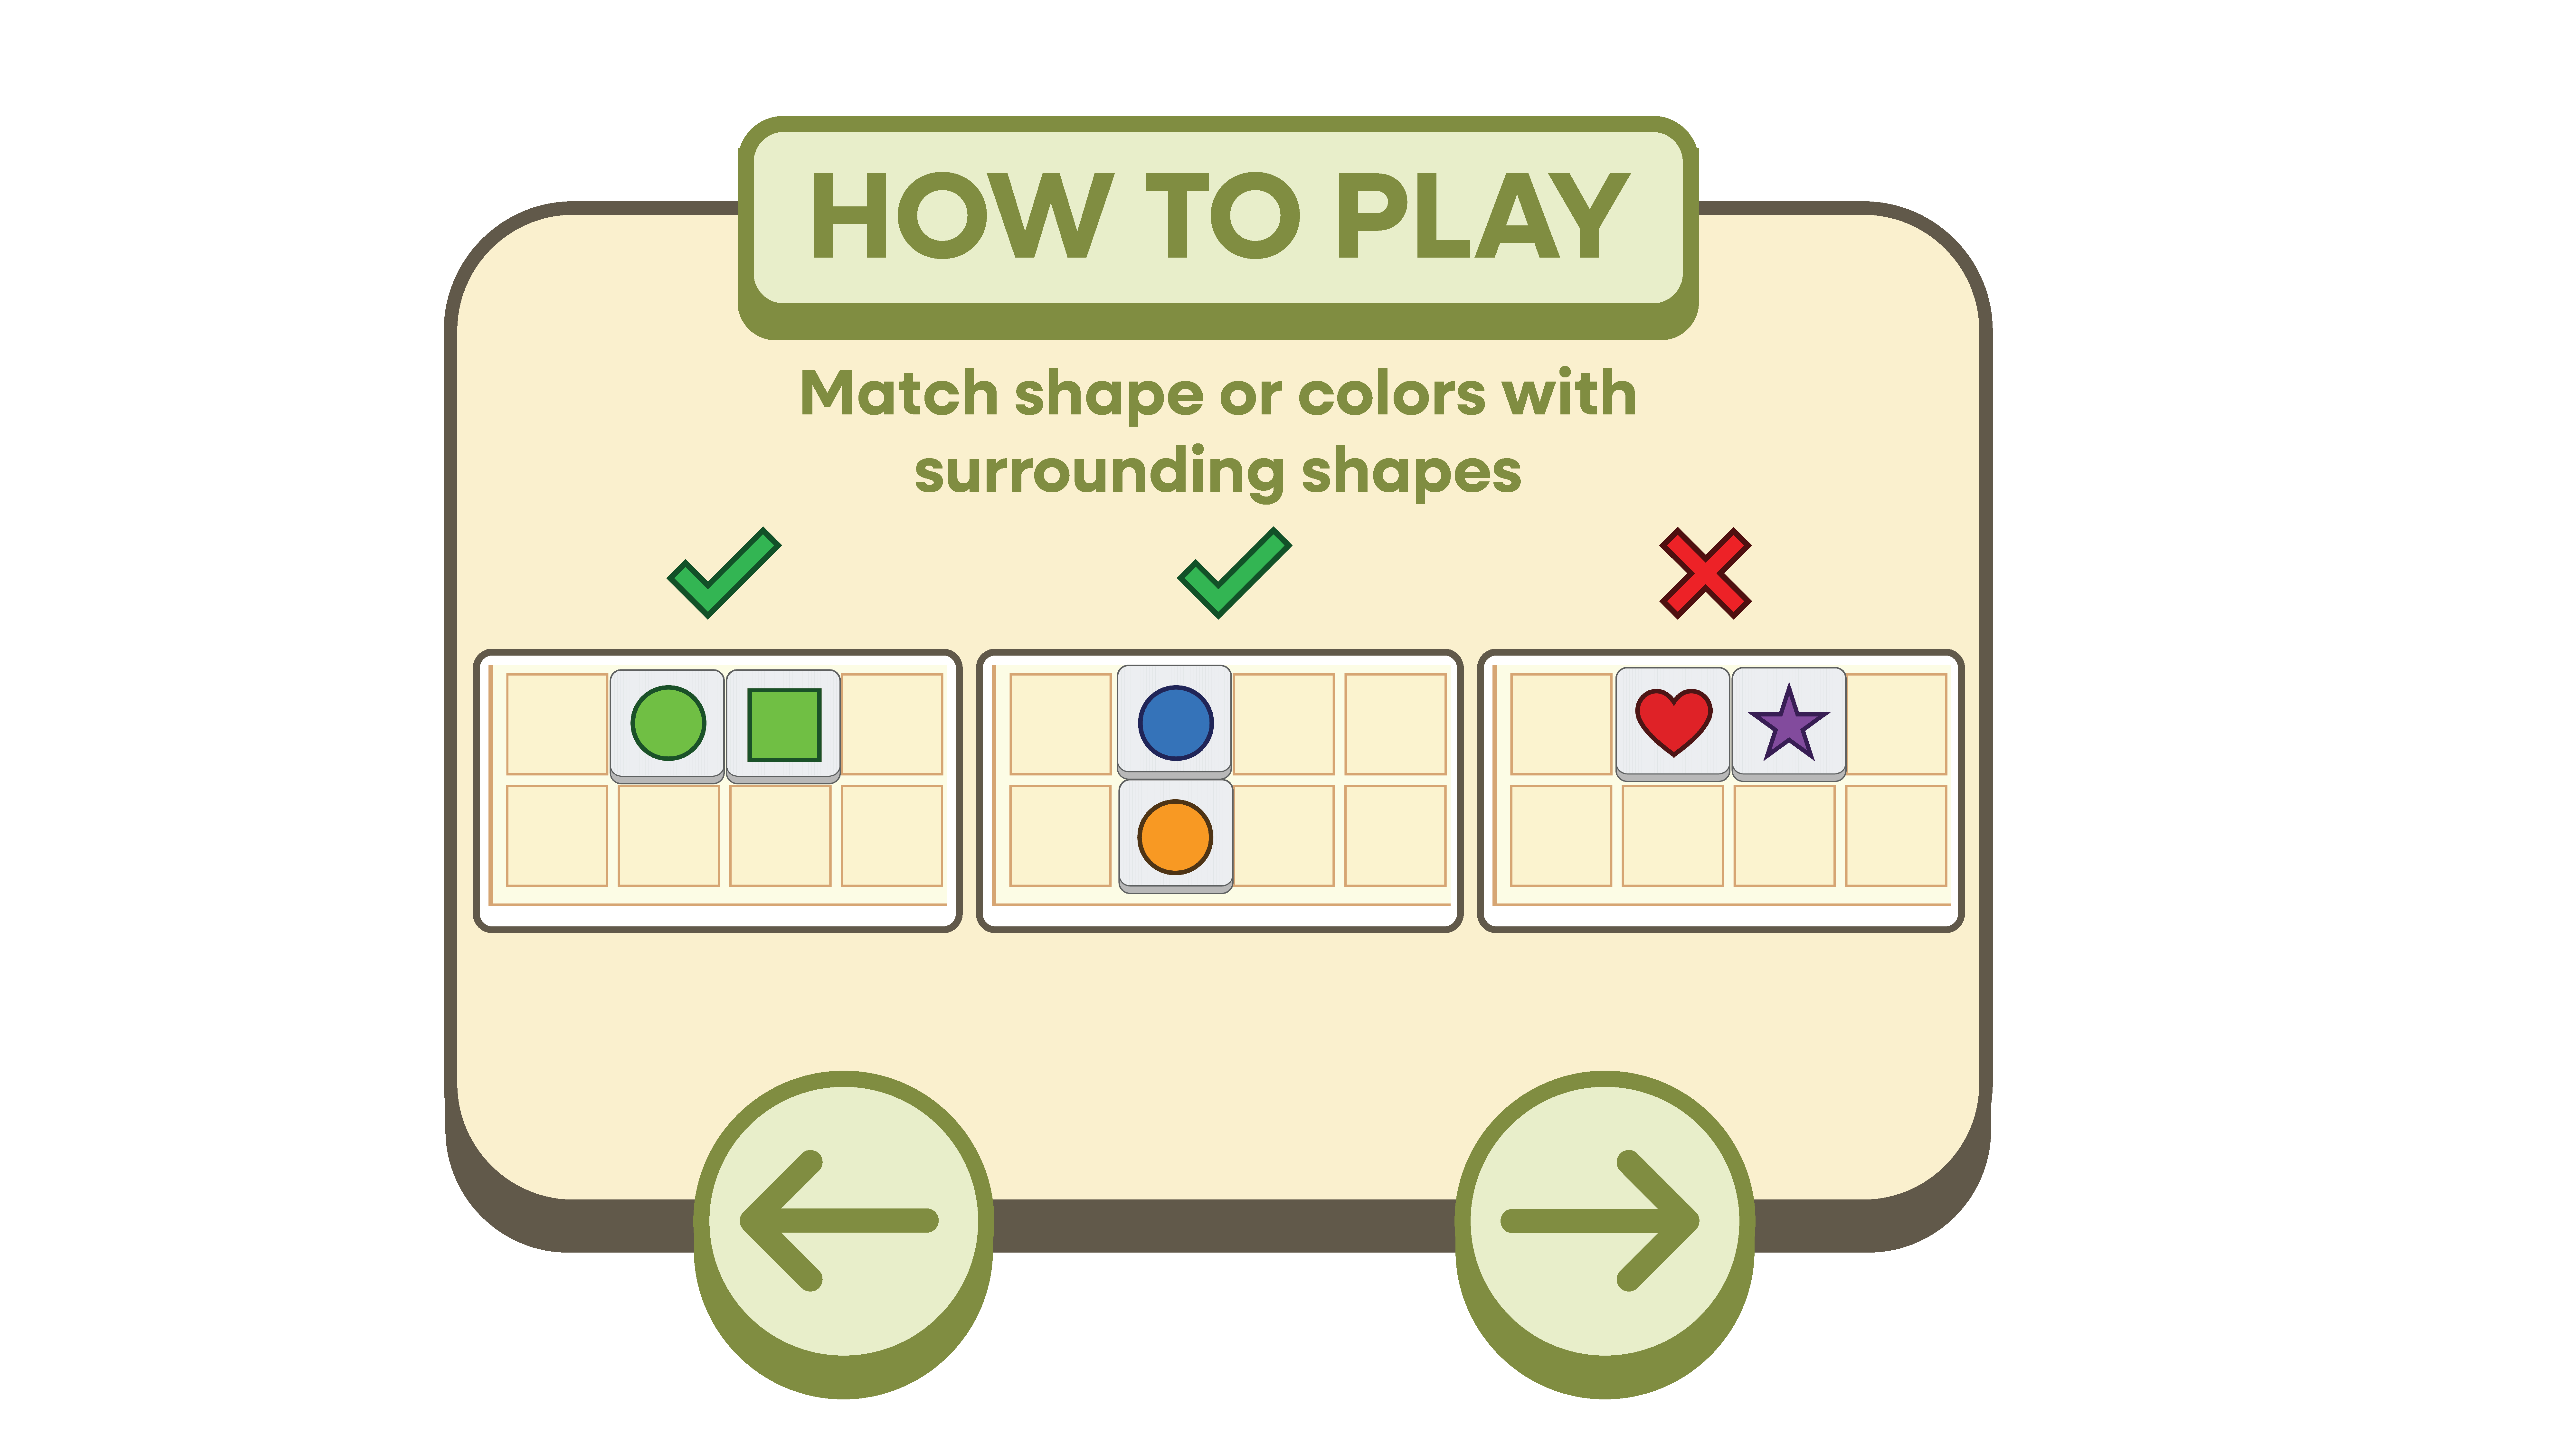 HOW TO PLAY
Match shape or colors with
surrounding shapes